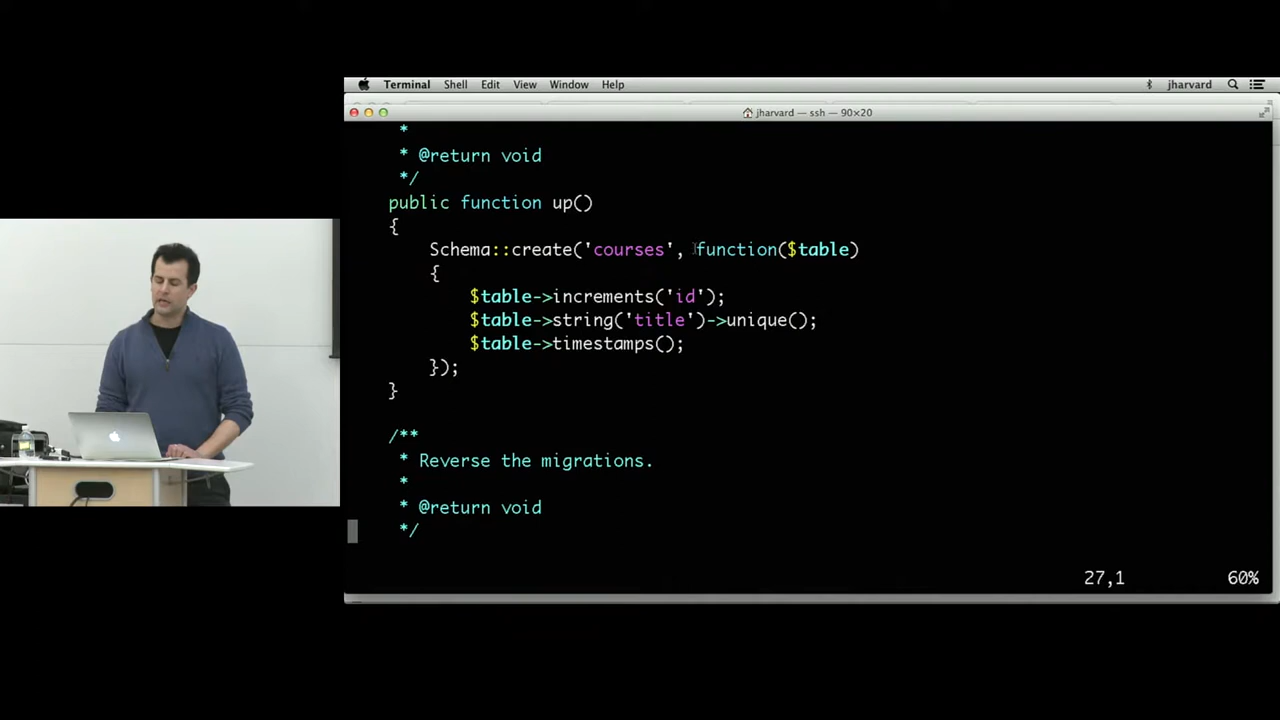 Terminal Shell Edit View Window Help jharvard
jharvard — ssh — 90×20
*
* @return void
*/
public function up()
{
Schema::create('courses', function($table)
{
$table->increments('id');
$table->string('title')->unique();
$table->timestamps();
});
}
/**
* Reverse the migrations.
*
* @return void
*/
27,1 60%